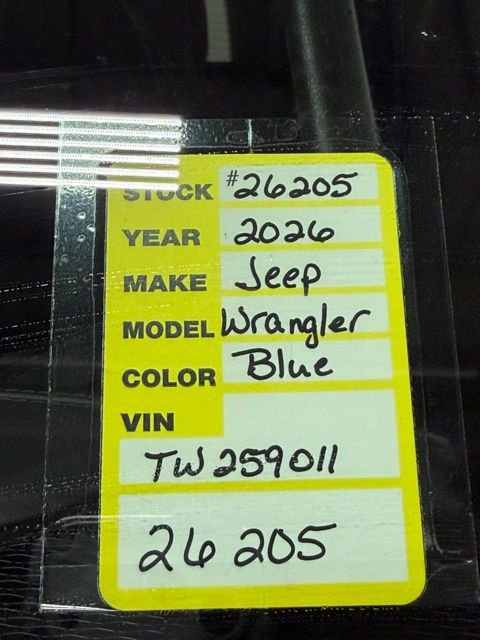 STOCK #26205
YEAR 2026
MAKE Jeep
MODEL Wrangler
COLOR Blue
VIN
TW259011
26205